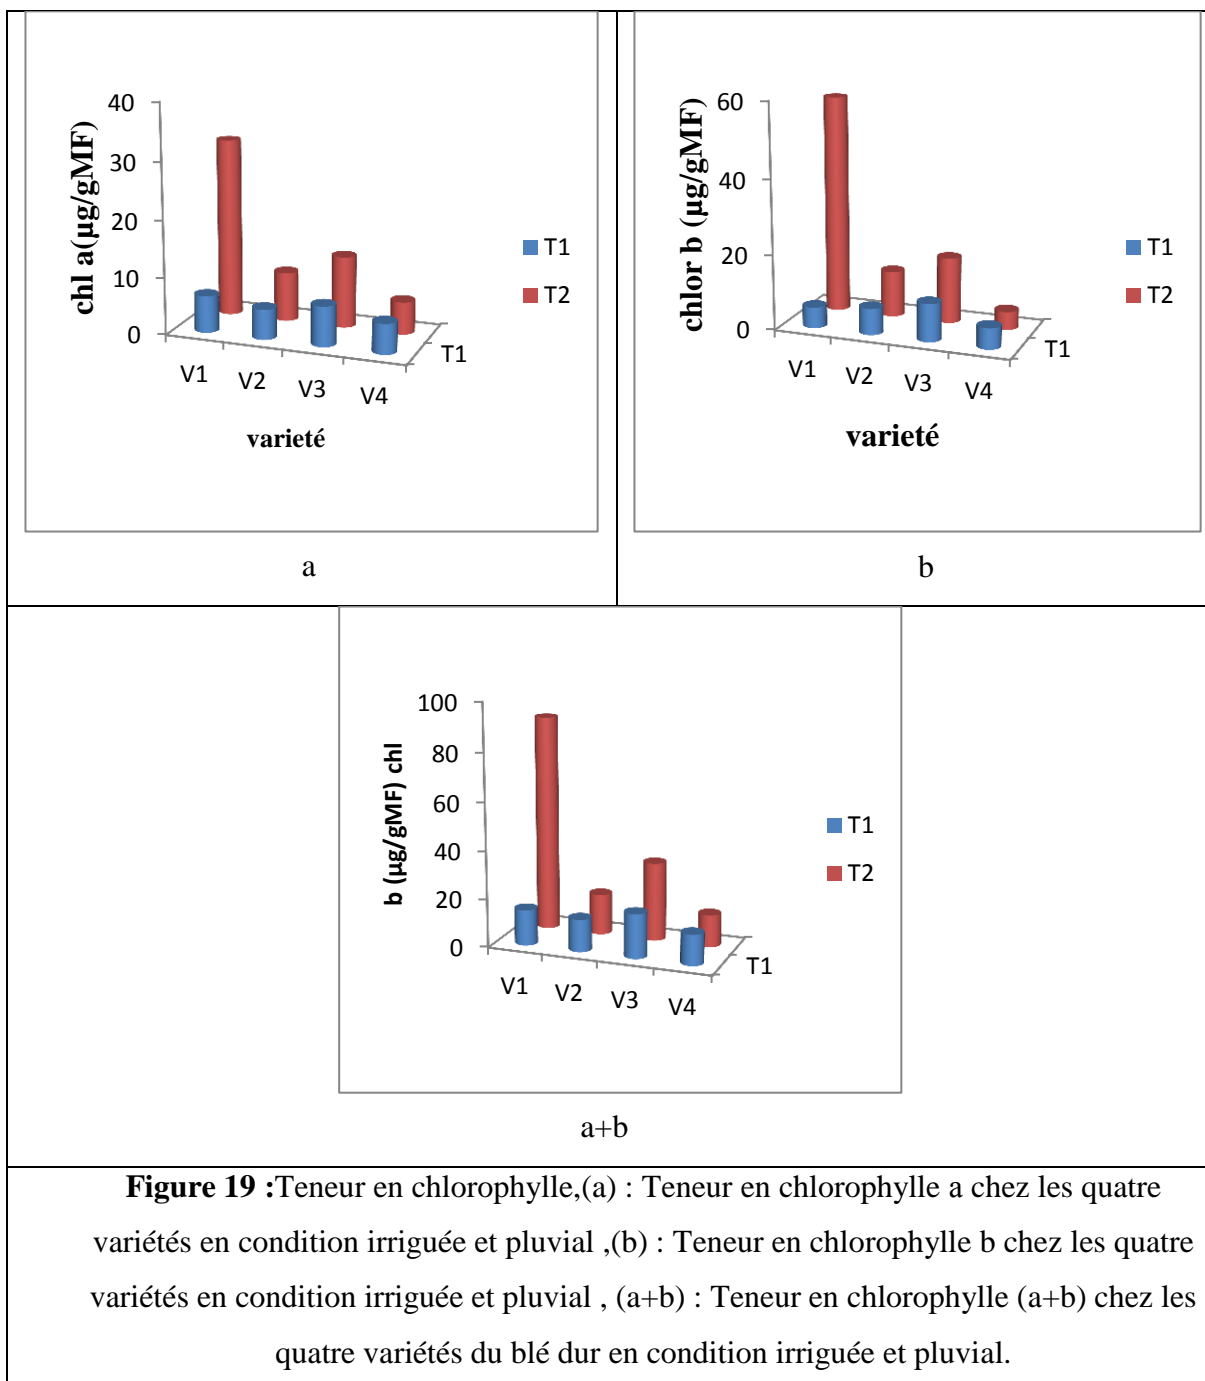 chl a(µg/gMF)
40
30
20
10
0
V1
V2
V3
V4
T1
varieté
T1
T2
a
chlor b (µg/gMF)
60
40
20
0
V1
V2
V3
V4
T1
varieté
T1
T2
b
b (µg/gMF) chl
100
80
60
40
20
0
V1
V2
V3
V4
T1
T1
T2
a+b
Figure 19 :Teneur en chlorophylle,(a) : Teneur en chlorophylle a chez les quatre
variétés en condition irriguée et pluvial ,(b) : Teneur en chlorophylle b chez les quatre
variétés en condition irriguée et pluvial , (a+b) : Teneur en chlorophylle (a+b) chez les
quatre variétés du blé dur en condition irriguée et pluvial.